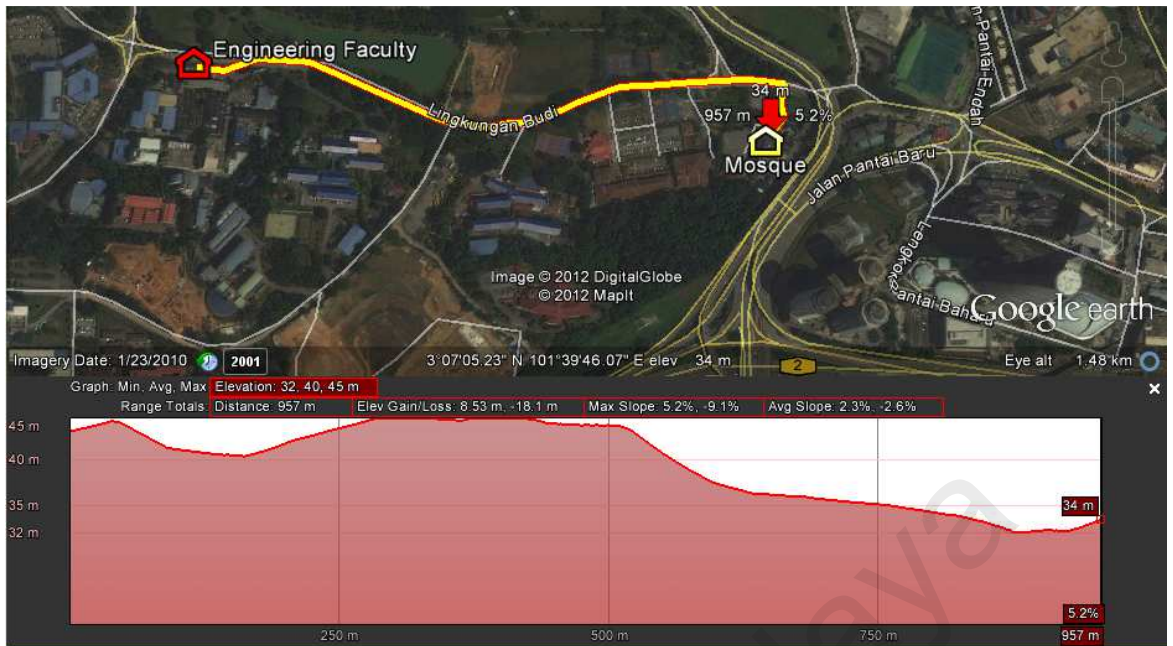 Engineering Faculty
Lingkungan Budi
34 m
957 m 5.2%
Mosque
Jalan Pantai Baru
n-Pantai-Endah
Lengkok
Pantai Baharu
Image © 2012 DigitalGlobe
© 2012 MapIt
Google earth
Imagery Date: 1/23/2010 2001 3°07'05.23" N 101°39'46.07" E elev 34 m Eye alt 1.48 km
2
Graph: Min, Avg, Max Elevation: 32, 40, 45 m
Range Totals: Distance: 957 m Elev Gain/Loss: 8.53 m, -18.1 m Max Slope: 5.2%, -9.1% Avg Slope: 2.3%, -2.6%
45 m
40 m
35 m
34 m
32 m
5.2%
250 m 500 m 750 m 957 m